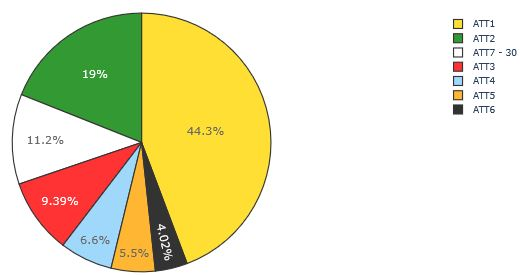 ATT1
ATT2
ATT7 - 30
ATT3
ATT4
ATT5
ATT6
19%
44.3%
11.2%
9.39%
6.6%
5.5%
4.02%